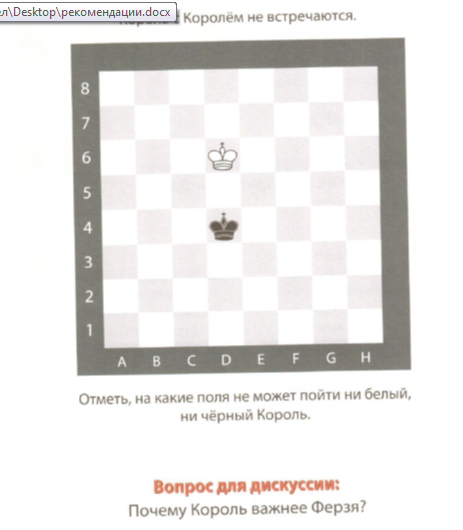 ел\Desktop\рекомендации.docx
Королём не встречаются.
8
7
6
5
4
3
2
1
A B C D E F G H
Отметь, на какие поля не может пойти ни белый,
ни чёрный Король.
Вопрос для дискуссии:
Почему Король важнее Ферзя?